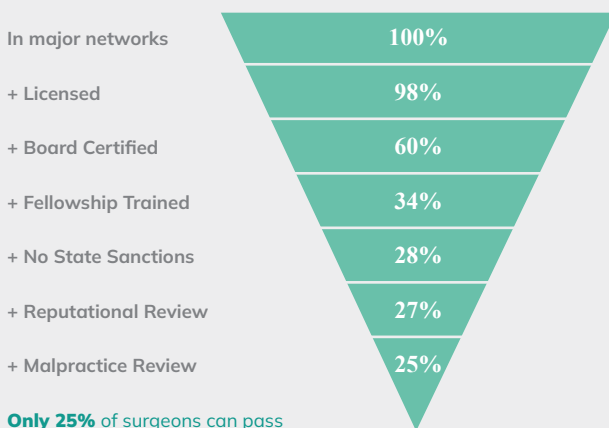 In major networks 100%
+ Licensed 98%
+ Board Certified 60%
+ Fellowship Trained 34%
+ No State Sanctions 28%
+ Reputational Review 27%
+ Malpractice Review 25%
Only 25% of surgeons can pass